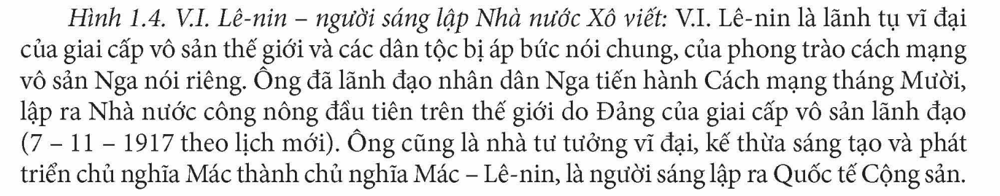 Hình 1.4. V.I. Lê-nin – người sáng lập Nhà nước Xô viết: V.I. Lê-nin là lãnh tụ vĩ đại
của giai cấp vô sản thế giới và các dân tộc bị áp bức nói chung, của phong trào cách mạng
vô sản Nga nói riêng. Ông đã lãnh đạo nhân dân Nga tiến hành Cách mạng tháng Mười,
lập ra Nhà nước công nông đầu tiên trên thế giới do Đảng của giai cấp vô sản lãnh đạo
(7 – 11 – 1917 theo lịch mới). Ông cũng là nhà tư tưởng vĩ đại, kế thừa sáng tạo và phát
triển chủ nghĩa Mác thành chủ nghĩa Mác – Lê-nin, là người sáng lập ra Quốc tế Cộng sản.